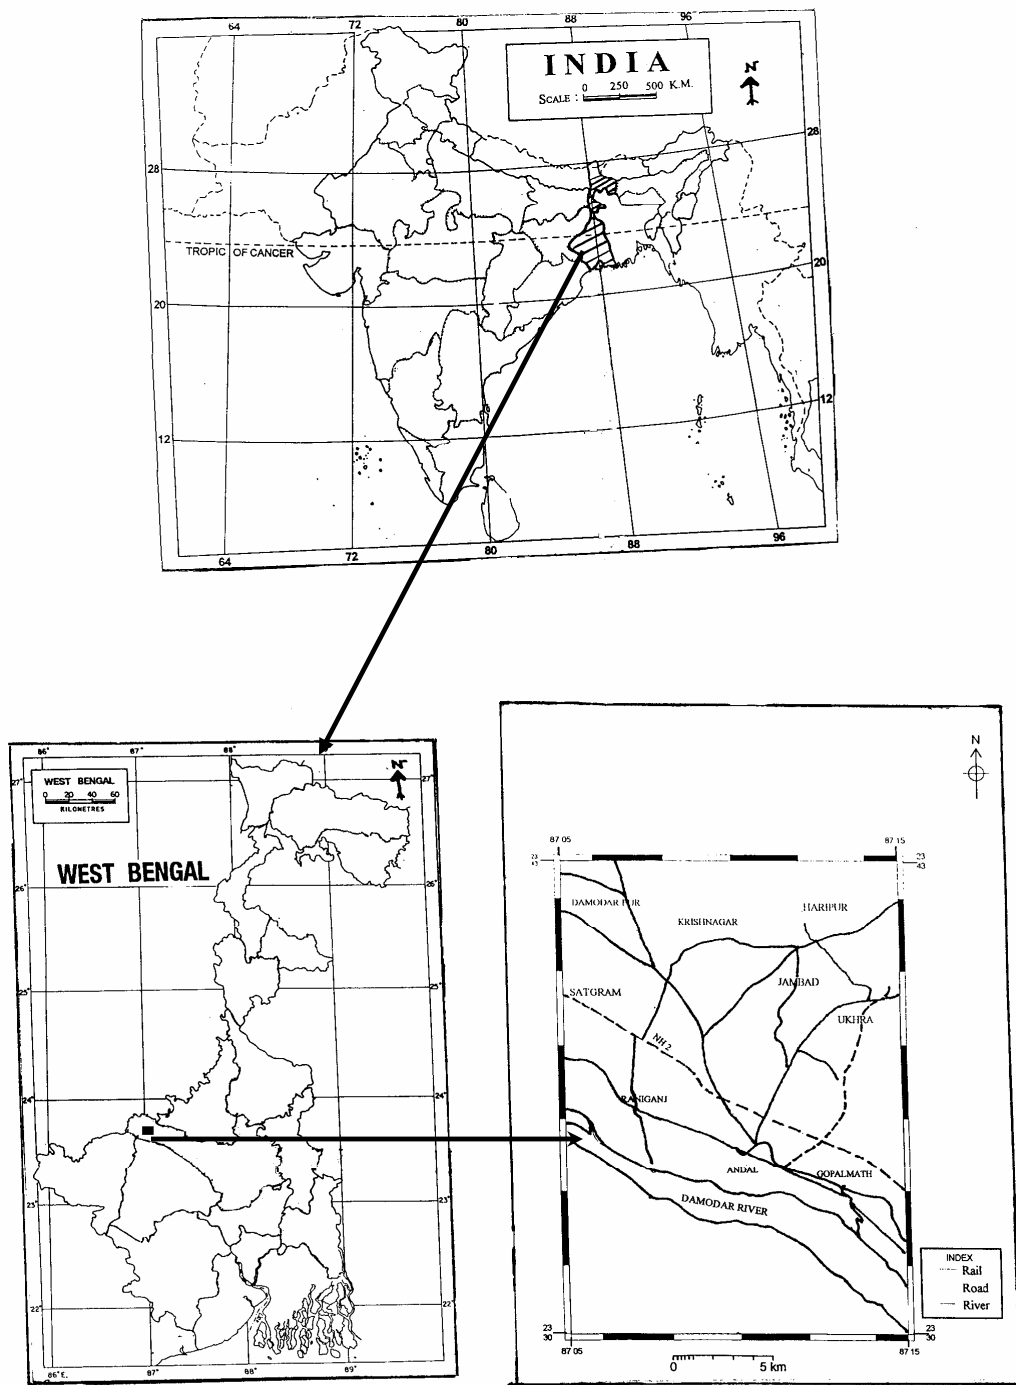 64
72
80
88
96
INDIA
SCALE : 0 250 500 K.M.
N
28
28
TROPIC OF CANCER
20
20
12
12
64
72
80
88
96
86°
87°
88°
27°
27°
WEST BENGAL
0 20 40 60
KILOMETRES
N
WEST BENGAL
26°
26°
25°
25°
24°
24°
23°
23°
22°
22°
86°E.
87°
88°
89°
N
87 05
87 15
23
43
23
43
DAMODAR PUR
KRISHNAGAR
HARIPUR
SATGRAM
JAMBAD
UKHRA
NH 2
RANIGANJ
ANDAL
GOPALMATH
DAMODAR RIVER
INDEX
Rail
Road
River
23
30
23
30
87 05
87 15
0 5 km